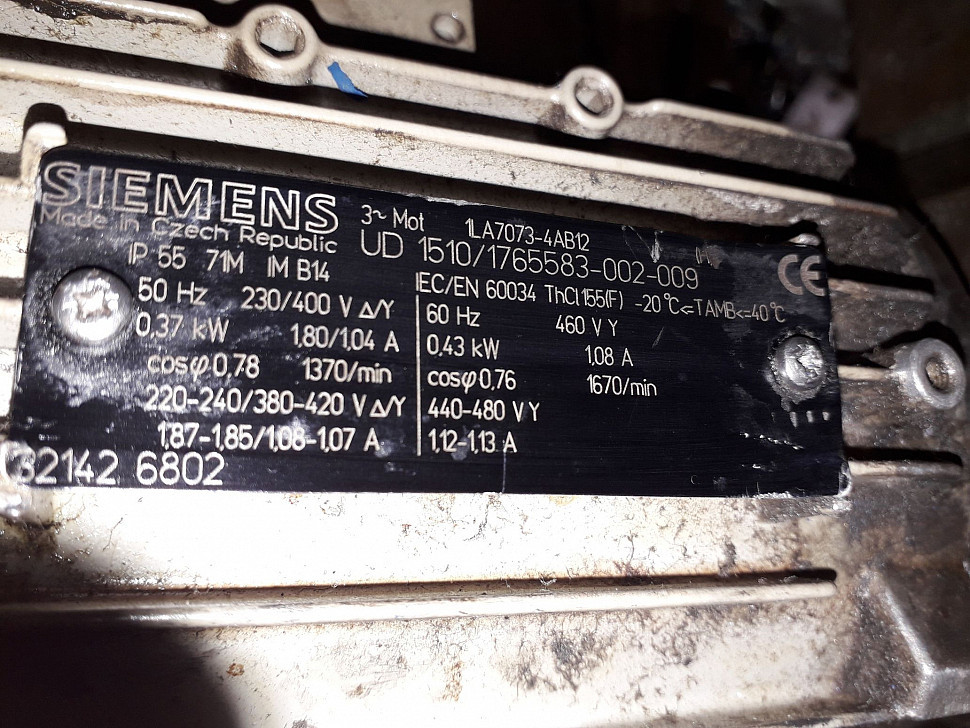 SIEMENS
Made in Czech Republic
3~ Mot 1LA7073-4AB12
UD 1510/1765583-002-009
IP 55 71M IM B14
IEC/EN 60034 ThCl.155(F) -20°C<=TAMB<=40°C
50 Hz 230/400 V Δ/Y
0,37 kW 1,80/1,04 A
cosφ 0,78 1370/min
220-240/380-420 V Δ/Y
1,87-1,85/1,08-1,07 A
60 Hz 460 V Y
0,43 kW 1,08 A
cosφ 0,76 1670/min
440-480 V Y
1,12-1,13 A
CE
32142 6802